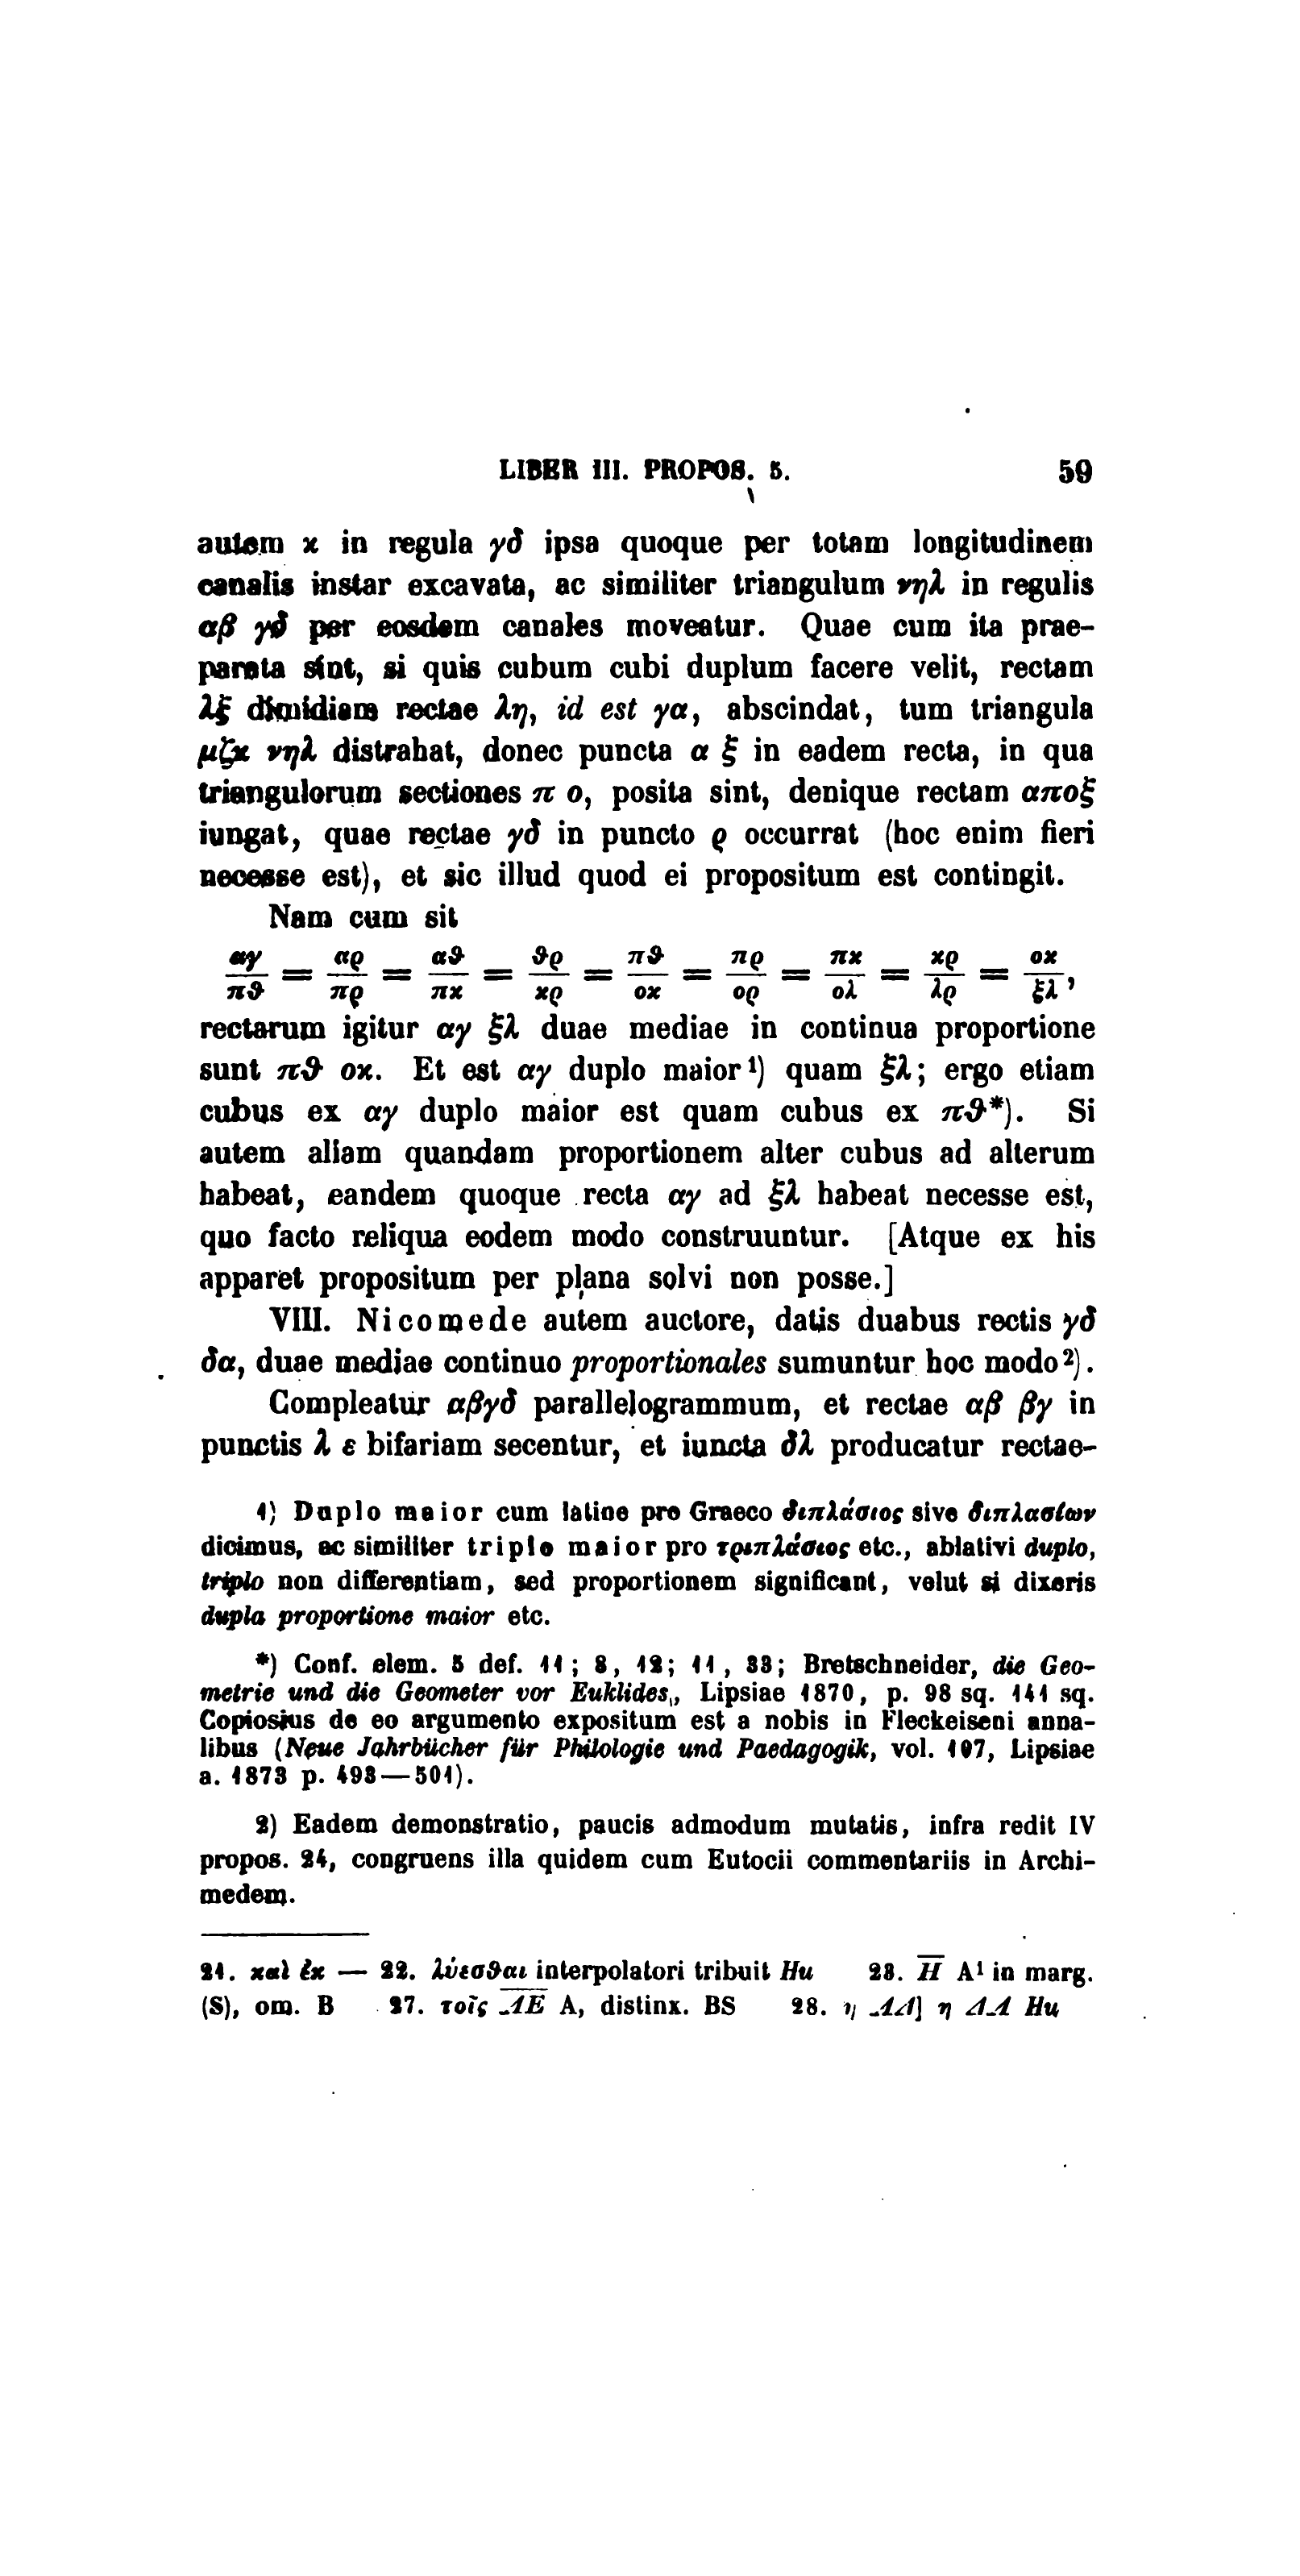 LIBER III. PROPOS. 5. 59
autem κ in regula γδ ipsa quoque per totam longitudinem
canalis instar excavata, ac similiter triangulum νηλ in regulis
αβ γδ per eosdem canales moveatur. Quae cum ita prae-
parata sint, si quis cubum cubi duplum facere velit, rectam
λξ dimidiam rectae λη, id est γα, abscindat, tum triangula
μζκ νηλ distrahat, donec puncta α ξ in eadem recta, in qua
triangulorum sectiones π ο, posita sint, denique rectam αποξ
iungat, quae rectae γδ in puncto ρ occurrat (hoc enim fieri
necesse est), et sic illud quod ei propositum est contingit.
Nam cum sit
αγ/πϑ = αρ/πρ = αϑ/πκ = ϑρ/κρ = πϑ/οκ = πρ/ορ = πκ/ολ = κρ/λρ = οκ/ξλ,
rectarum igitur αγ ξλ duae mediae in continua proportione
sunt πϑ οκ. Et est αγ duplo maior ¹) quam ξλ; ergo etiam
cubus ex αγ duplo maior est quam cubus ex πϑ*). Si
autem aliam quandam proportionem alter cubus ad alterum
habeat, eandem quoque recta αγ ad ξλ habeat necesse est,
quo facto reliqua eodem modo construuntur. [Atque ex his
apparet propositum per plana solvi non posse.]
VIII. Nicomede autem auctore, datis duabus rectis γδ
δα, duae mediae continuo proportionales sumuntur hoc modo ²).
Compleatur αβγδ parallelogrammum, et rectae αβ βγ in
punctis λ ε bifariam secentur, et iuncta δλ producatur rectae-
1) Duplo maior cum latine pro Graeco διπλάσιος sive διπλασίων
dicimus, ac similiter triplo maior pro τριπλάσιος etc., ablativi duplo,
triplo non differentiam, sed proportionem significant, velut si dixeris
dupla proportione maior etc.
*) Conf. elem. 5 def. 11; 8, 12; 11, 33; Bretschneider, die Geo-
metrie und die Geometer vor Euklides, Lipsiae 1870, p. 98 sq. 141 sq.
Copiosius de eo argumento expositum est a nobis in Fleckeiseni anna-
libus (Neue Jahrbücher für Philologie und Paedagogik, vol. 107, Lipsiae
a. 1873 p. 493—501).
2) Eadem demonstratio, paucis admodum mutatis, infra redit IV
propos. 24, congruens illa quidem cum Eutocii commentariis in Archi-
medem.
21. καὶ ἐκ — 22. λύεσϑαι interpolatori tribuit Hu 23. Η̅ A¹ in marg.
(S), om. B 27. τοῖς Λ̅Ε̅ A, distinx. BS 28. η ΛΔ] η ΔΛ Hu